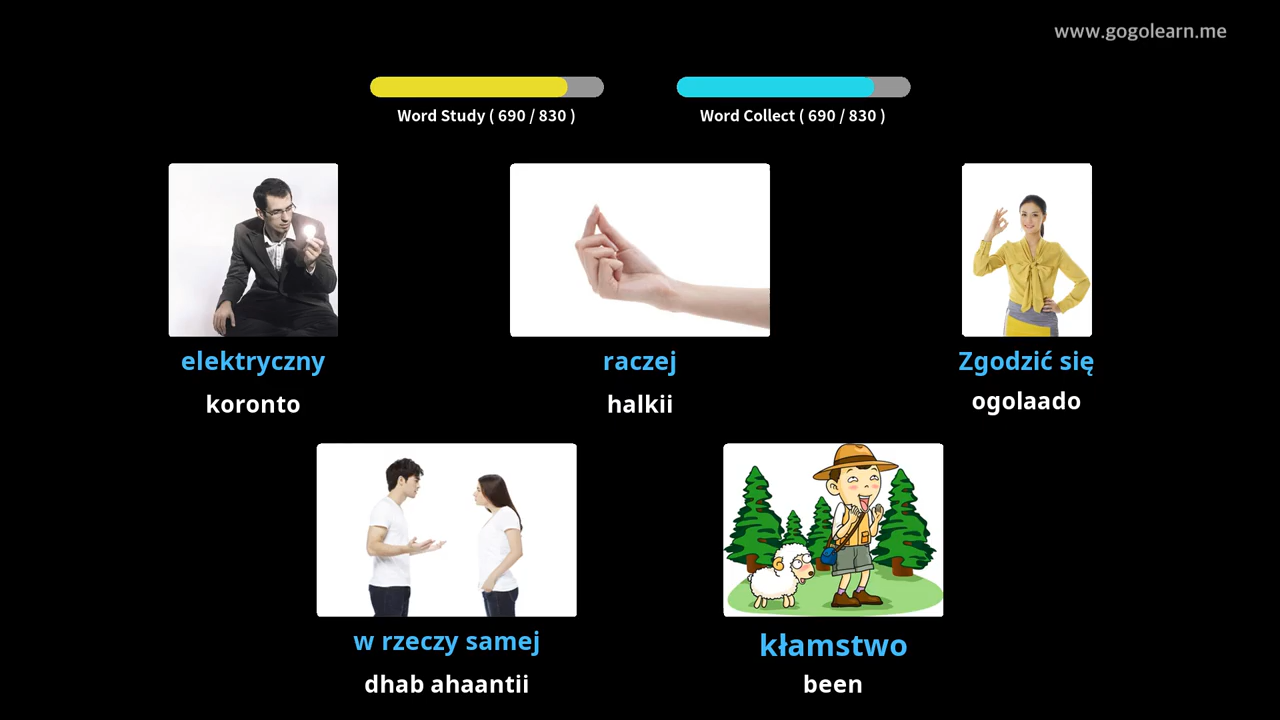 www.gogolearn.me
Word Study ( 690 / 830 )
Word Collect ( 690 / 830 )
elektryczny
koronto
raczej
halkii
Zgodzić się
ogolaado
w rzeczy samej
dhab ahaantii
kłamstwo
been